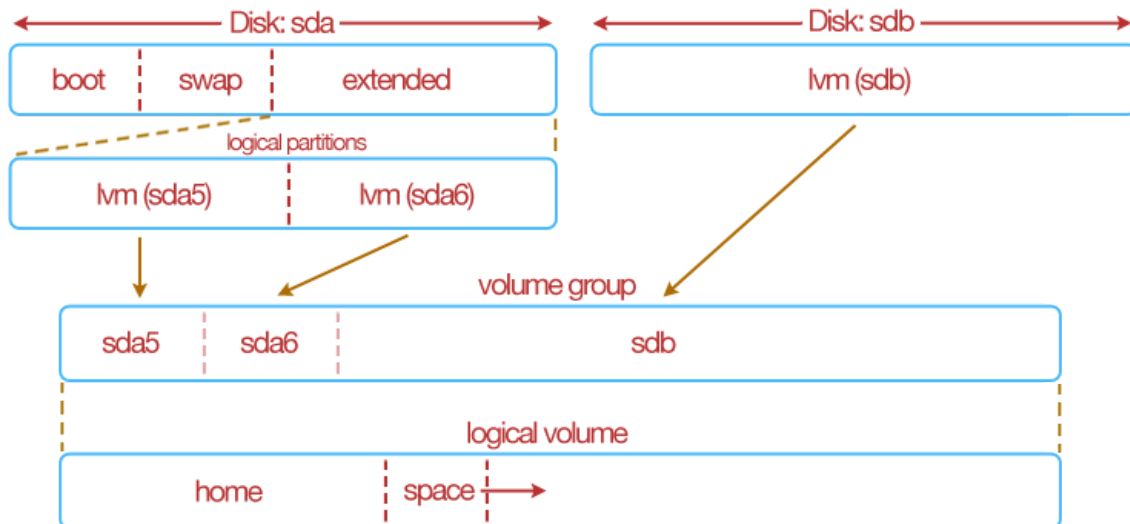 Disk: sda
Disk: sdb
boot
swap
extended
lvm (sdb)
logical partitions
lvm (sda5)
lvm (sda6)
volume group
sda5
sda6
sdb
logical volume
home
space